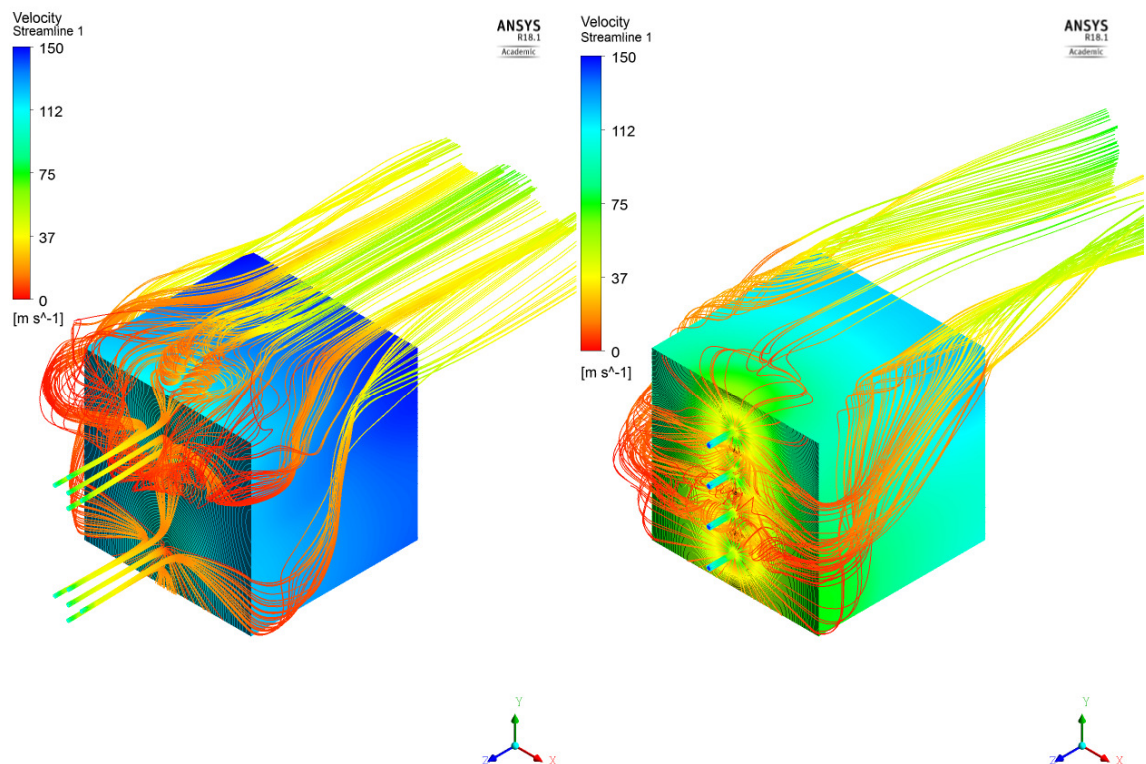 Velocity
Streamline 1
150
112
75
37
0
[m s^-1]
ANSYS
R18.1
Academic
Y
Z
X
Velocity
Streamline 1
150
112
75
37
0
[m s^-1]
ANSYS
R18.1
Academic
Y
Z
X